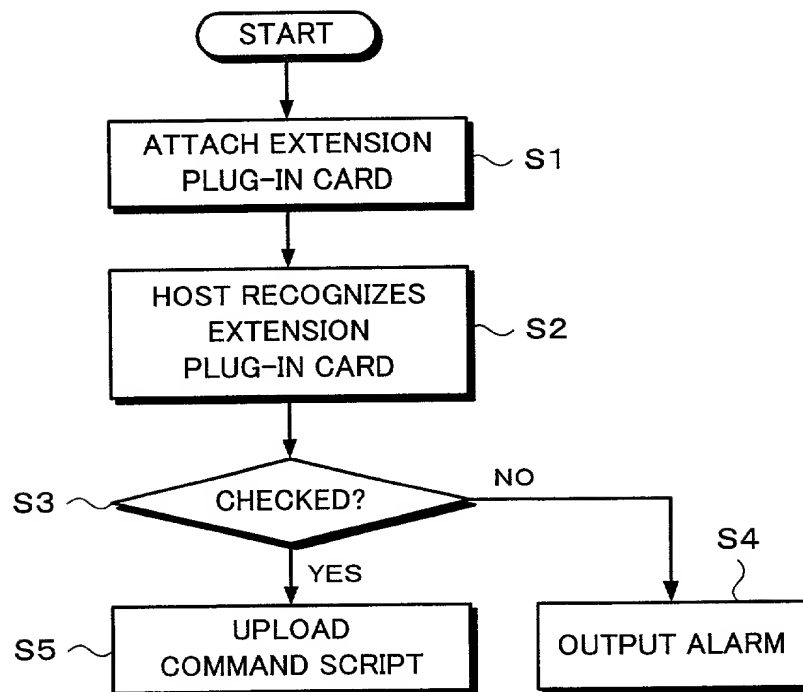 START
ATTACH EXTENSION
PLUG-IN CARD
S1
HOST RECOGNIZES
EXTENSION
PLUG-IN CARD
S2
S3
CHECKED?
NO
YES
S4
S5
UPLOAD
COMMAND SCRIPT
OUTPUT ALARM